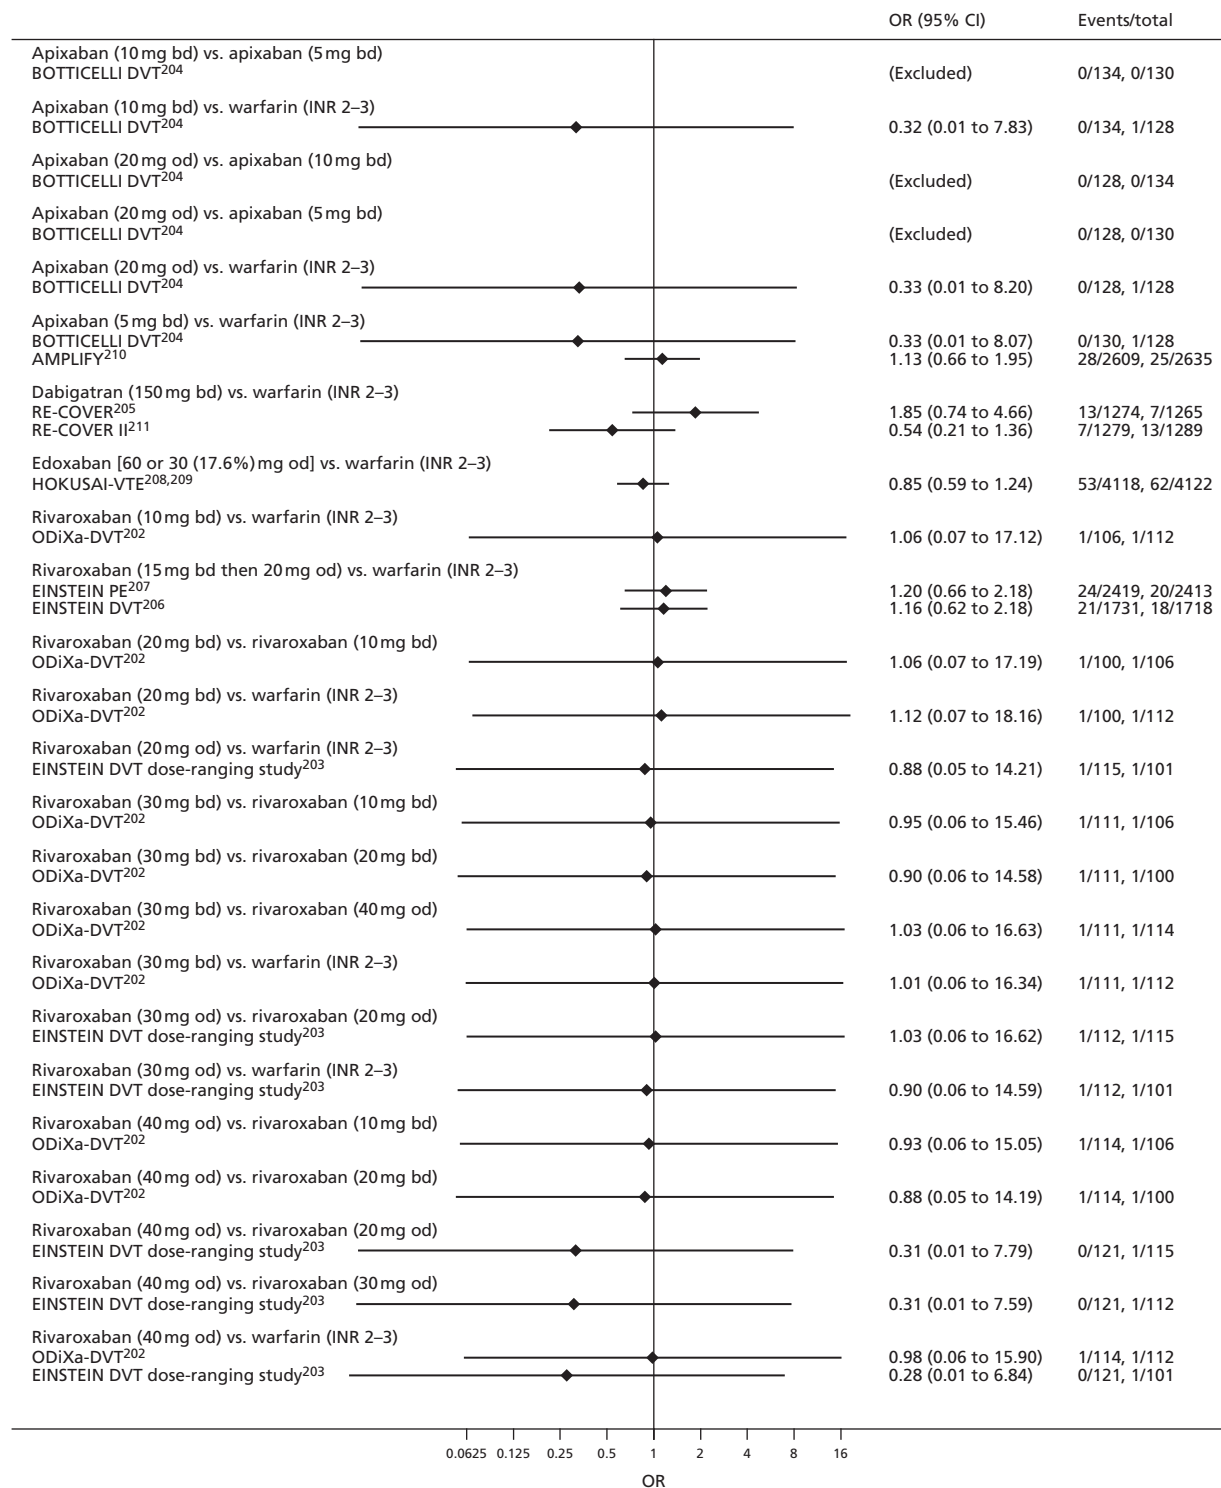 OR (95% CI) Events/total
Apixaban (10 mg bd) vs. apixaban (5 mg bd)
BOTTICELLI DVT204 (Excluded) 0/134, 0/130
Apixaban (10 mg bd) vs. warfarin (INR 2–3)
BOTTICELLI DVT204 0.32 (0.01 to 7.83) 0/134, 1/128
Apixaban (20 mg od) vs. apixaban (10 mg bd)
BOTTICELLI DVT204 (Excluded) 0/128, 0/134
Apixaban (20 mg od) vs. apixaban (5 mg bd)
BOTTICELLI DVT204 (Excluded) 0/128, 0/130
Apixaban (20 mg od) vs. warfarin (INR 2–3)
BOTTICELLI DVT204 0.33 (0.01 to 8.20) 0/128, 1/128
Apixaban (5 mg bd) vs. warfarin (INR 2–3)
BOTTICELLI DVT204 0.33 (0.01 to 8.07) 0/130, 1/128
AMPLIFY210 1.13 (0.66 to 1.95) 28/2609, 25/2635
Dabigatran (150 mg bd) vs. warfarin (INR 2–3)
RE-COVER205 1.85 (0.74 to 4.66) 13/1274, 7/1265
RE-COVER II211 0.54 (0.21 to 1.36) 7/1279, 13/1289
Edoxaban [60 or 30 (17.6%) mg od] vs. warfarin (INR 2–3)
HOKUSAI-VTE208,209 0.85 (0.59 to 1.24) 53/4118, 62/4122
Rivaroxaban (10 mg bd) vs. warfarin (INR 2–3)
ODiXa-DVT202 1.06 (0.07 to 17.12) 1/106, 1/112
Rivaroxaban (15 mg bd then 20 mg od) vs. warfarin (INR 2–3)
EINSTEIN PE207 1.20 (0.66 to 2.18) 24/2419, 20/2413
EINSTEIN DVT206 1.16 (0.62 to 2.18) 21/1731, 18/1718
Rivaroxaban (20 mg bd) vs. rivaroxaban (10 mg bd)
ODiXa-DVT202 1.06 (0.07 to 17.19) 1/100, 1/106
Rivaroxaban (20 mg bd) vs. warfarin (INR 2–3)
ODiXa-DVT202 1.12 (0.07 to 18.16) 1/100, 1/112
Rivaroxaban (20 mg od) vs. warfarin (INR 2–3)
EINSTEIN DVT dose-ranging study203 0.88 (0.05 to 14.21) 1/115, 1/101
Rivaroxaban (30 mg bd) vs. rivaroxaban (10 mg bd)
ODiXa-DVT202 0.95 (0.06 to 15.46) 1/111, 1/106
Rivaroxaban (30 mg bd) vs. rivaroxaban (20 mg bd)
ODiXa-DVT202 0.90 (0.06 to 14.58) 1/111, 1/100
Rivaroxaban (30 mg bd) vs. rivaroxaban (40 mg od)
ODiXa-DVT202 1.03 (0.06 to 16.63) 1/111, 1/114
Rivaroxaban (30 mg bd) vs. warfarin (INR 2–3)
ODiXa-DVT202 1.01 (0.06 to 16.34) 1/111, 1/112
Rivaroxaban (30 mg od) vs. rivaroxaban (20 mg od)
EINSTEIN DVT dose-ranging study203 1.03 (0.06 to 16.62) 1/112, 1/115
Rivaroxaban (30 mg od) vs. warfarin (INR 2–3)
EINSTEIN DVT dose-ranging study203 0.90 (0.06 to 14.59) 1/112, 1/101
Rivaroxaban (40 mg od) vs. rivaroxaban (10 mg bd)
ODiXa-DVT202 0.93 (0.06 to 15.05) 1/114, 1/106
Rivaroxaban (40 mg od) vs. rivaroxaban (20 mg bd)
ODiXa-DVT202 0.88 (0.05 to 14.19) 1/114, 1/100
Rivaroxaban (40 mg od) vs. rivaroxaban (20 mg od)
EINSTEIN DVT dose-ranging study203 0.31 (0.01 to 7.79) 0/121, 1/115
Rivaroxaban (40 mg od) vs. rivaroxaban (30 mg od)
EINSTEIN DVT dose-ranging study203 0.31 (0.01 to 7.59) 0/121, 1/112
Rivaroxaban (40 mg od) vs. warfarin (INR 2–3)
ODiXa-DVT202 0.98 (0.06 to 15.90) 1/114, 1/112
EINSTEIN DVT dose-ranging study203 0.28 (0.01 to 6.84) 0/121, 1/101
0.0625 0.125 0.25 0.5 1 2 4 8 16
OR